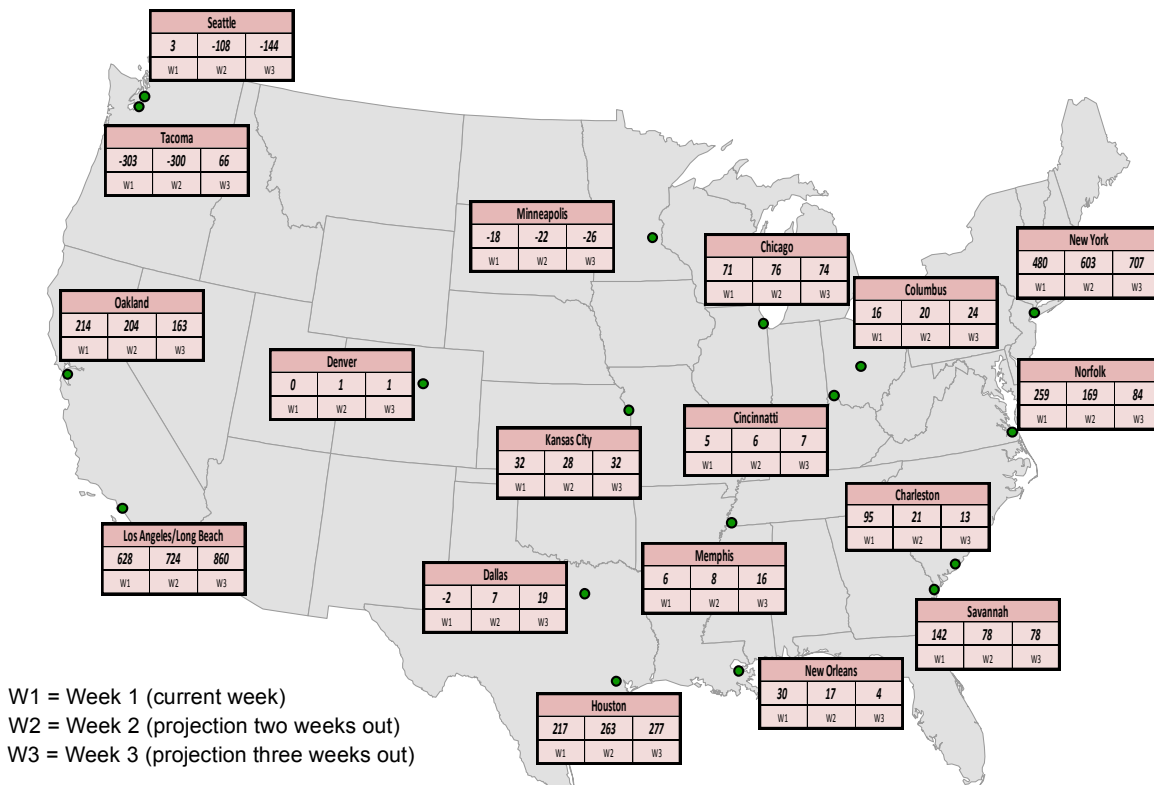 Seattle
3 -108 -144
W1 W2 W3
Tacoma
-303 -300 66
W1 W2 W3
Minneapolis
-18 -22 -26
W1 W2 W3
Chicago
71 76 74
W1 W2 W3
New York
480 603 707
W1 W2 W3
Columbus
16 20 24
W1 W2 W3
Oakland
214 204 163
W1 W2 W3
Denver
0 1 1
W1 W2 W3
Norfolk
259 169 84
W1 W2 W3
Cincinnatti
5 6 7
W1 W2 W3
Kansas City
32 28 32
W1 W2 W3
Charleston
95 21 13
W1 W2 W3
Los Angeles/Long Beach
628 724 860
W1 W2 W3
Memphis
6 8 16
W1 W2 W3
Dallas
-2 7 19
W1 W2 W3
Savannah
142 78 78
W1 W2 W3
New Orleans
30 17 4
W1 W2 W3
Houston
217 263 277
W1 W2 W3
W1 = Week 1 (current week)
W2 = Week 2 (projection two weeks out)
W3 = Week 3 (projection three weeks out)